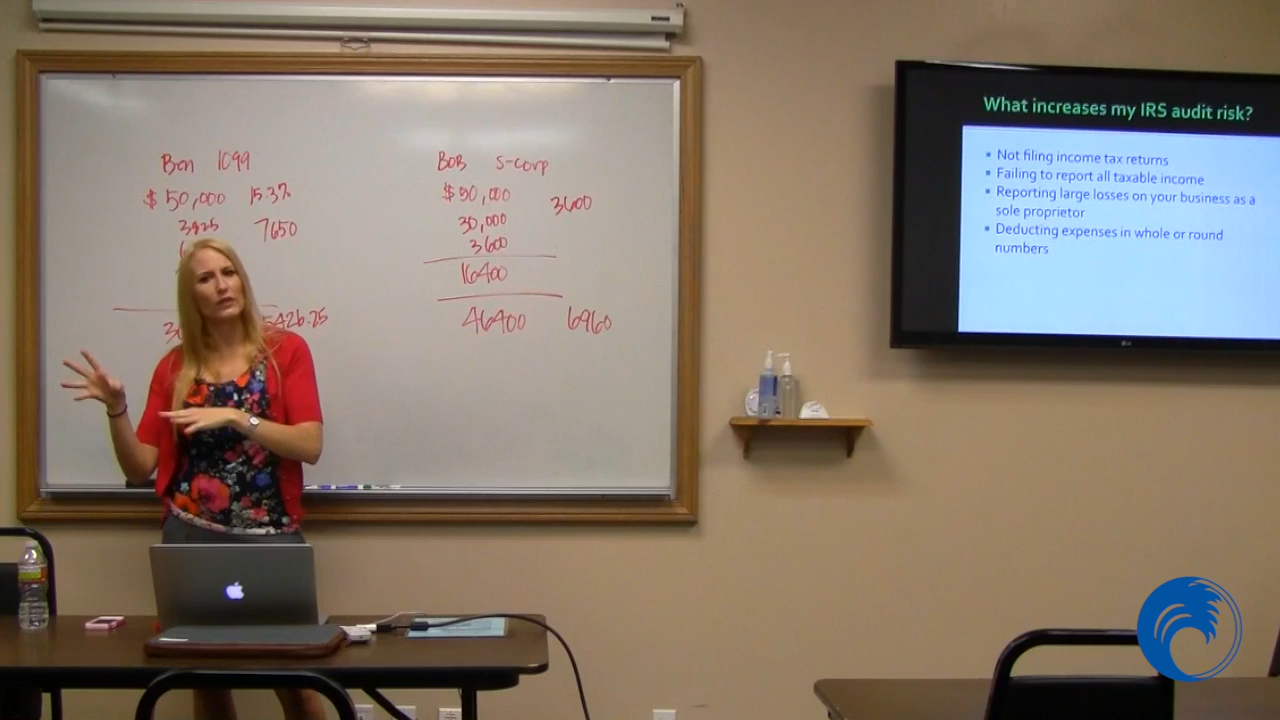 Ben 1099
$50,000 15.3%
3825 7650
5426.25
BOB S-corp
$50,000 3600
30,000
3600
16400
46400 6960
What increases my IRS audit risk?
▪ Not filing income tax returns
▪ Failing to report all taxable income
▪ Reporting large losses on your business as a
sole proprietor
▪ Deducting expenses in whole or round
numbers
LG